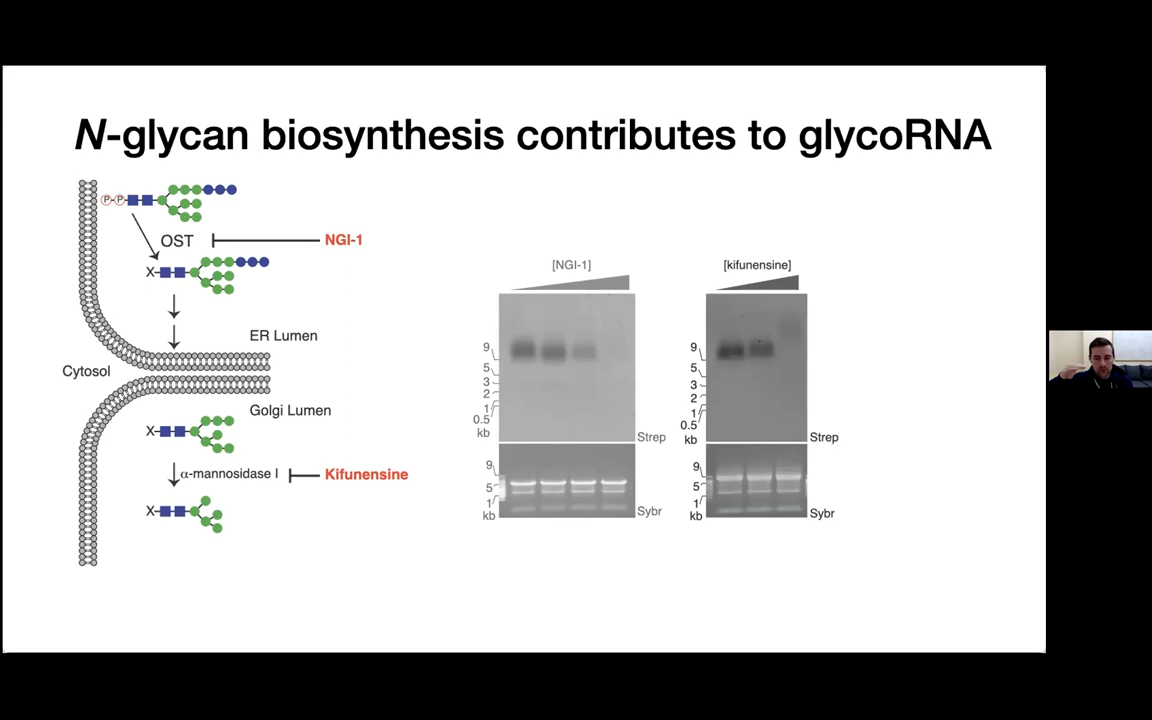 N-glycan biosynthesis contributes to glycoRNA
P P
OST
NGI-1
X
ER Lumen
Cytosol
Golgi Lumen
X
α-mannosidase I
Kifunensine
X
[NGI-1]
9
5
3
2
1
0.5
kb
Strep
9
5
1
kb
Sybr
[kifunensine]
9
5
3
2
1
0.5
kb
Strep
9
5
1
kb
Sybr